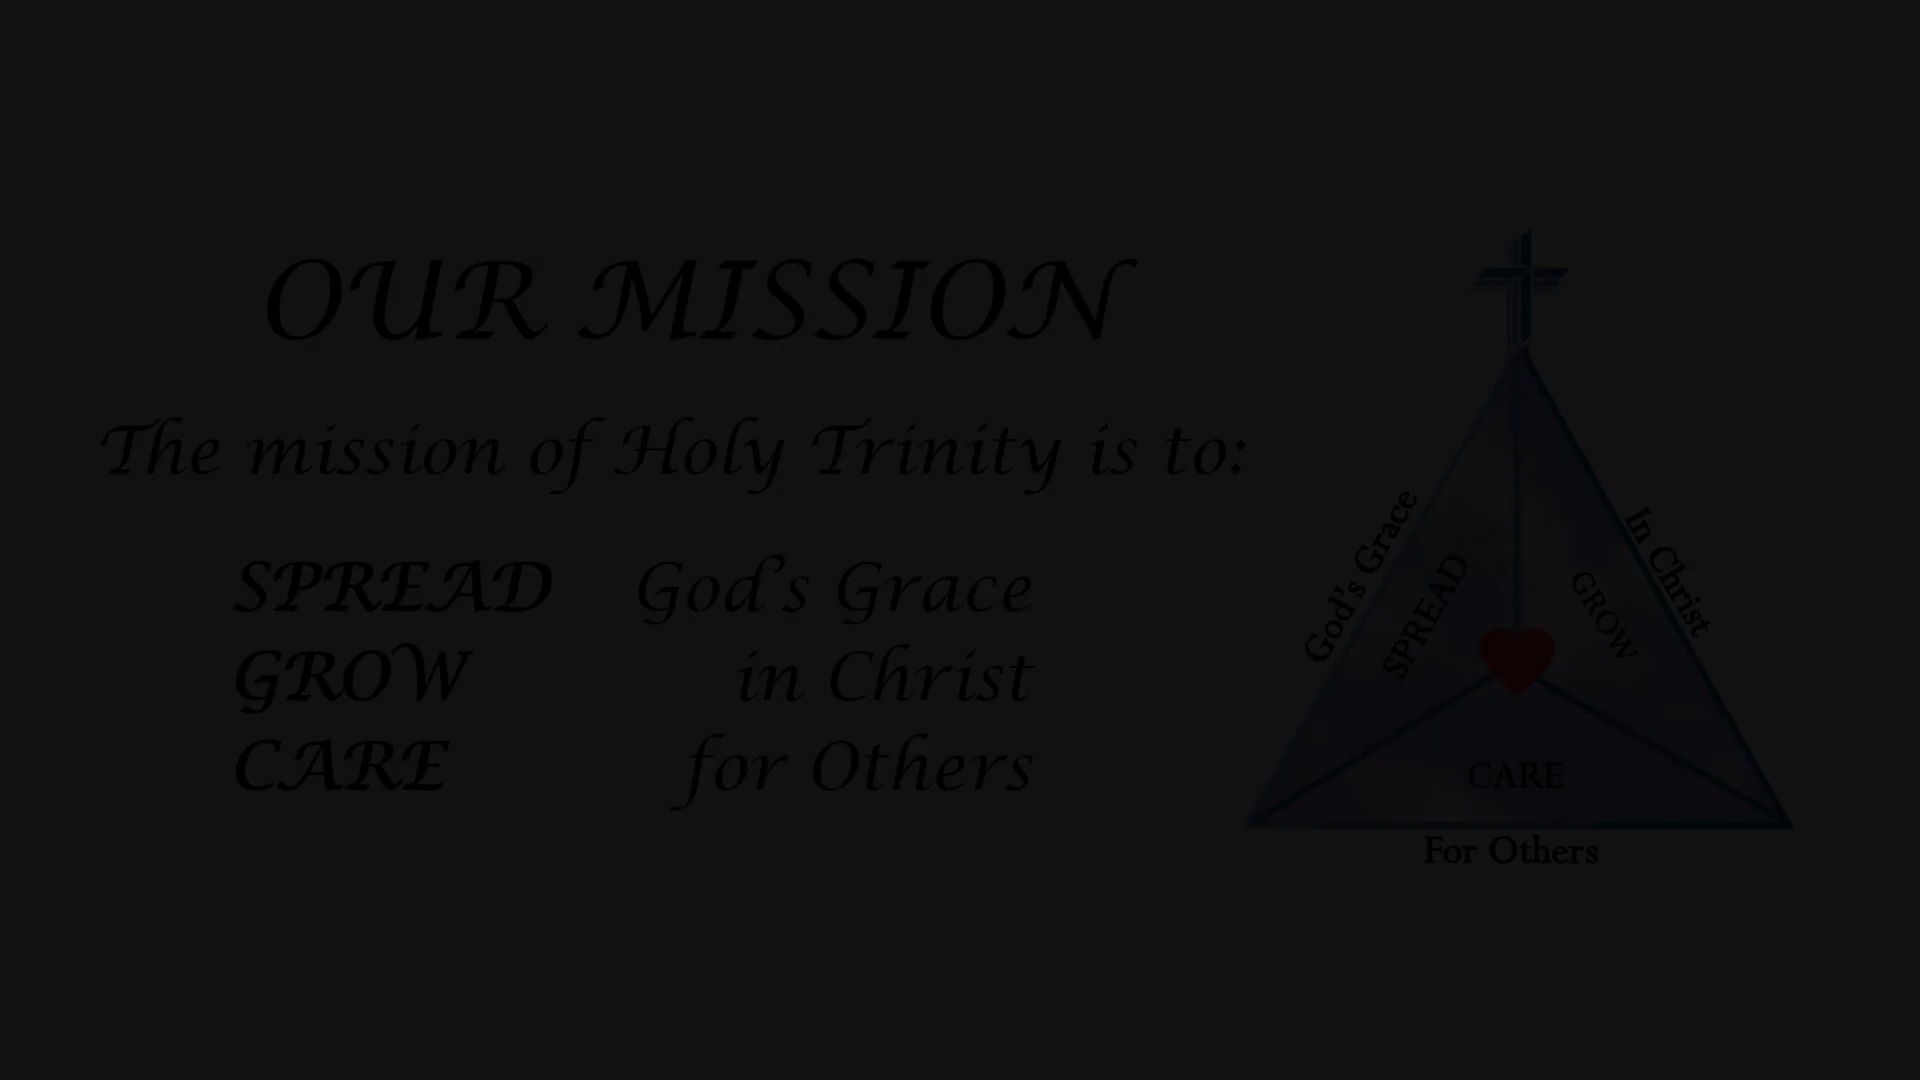 OUR MISSION
The mission of Holy Trinity is to:
SPREAD God's Grace
GROW in Christ
CARE for Others
God's Grace
SPREAD
In Christ
GROW
CARE
For Others